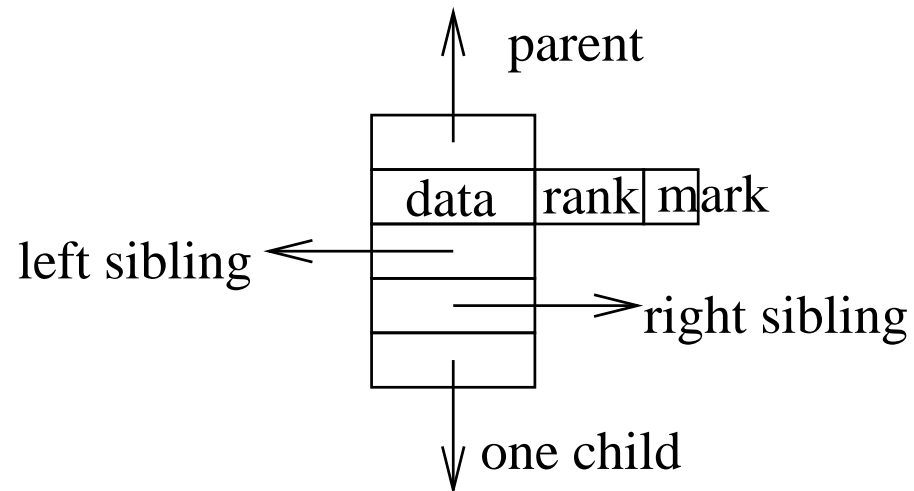 parent
data rank mark
left sibling
right sibling
one child